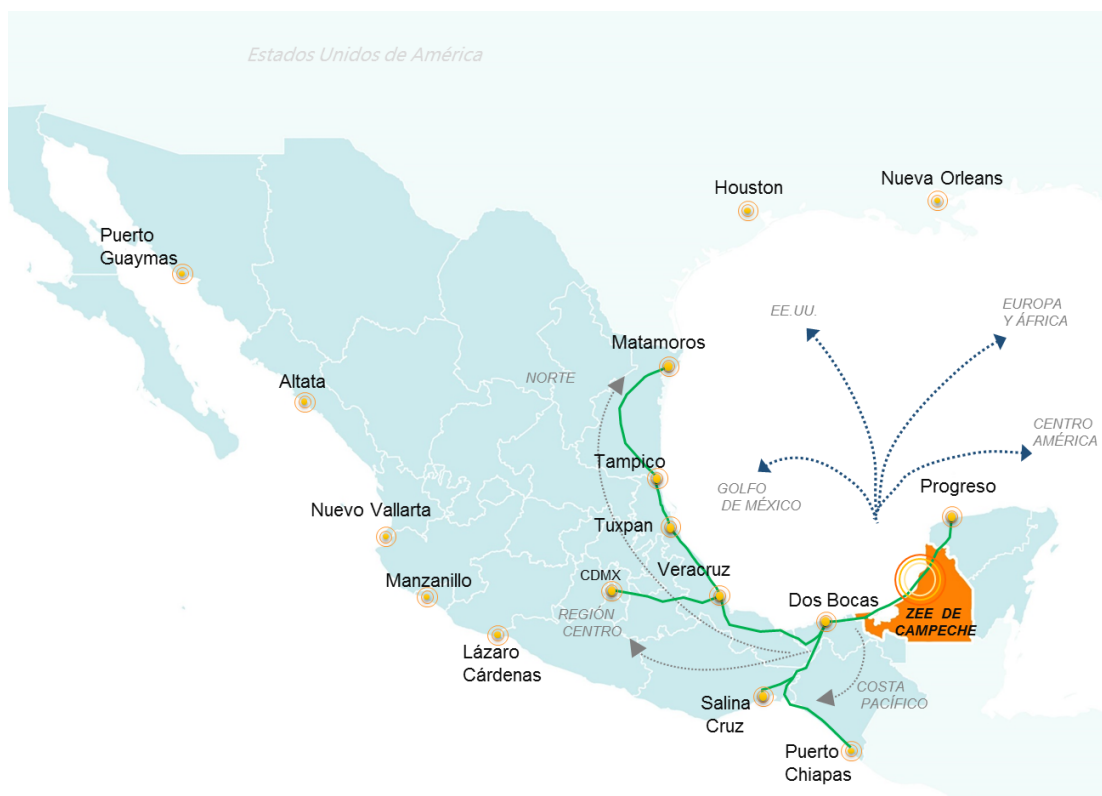 Estados Unidos de América
Nueva Orleans
Houston
Puerto
Guaymas
EE.UU.
EUROPA
Y ÁFRICA
Matamoros
NORTE
Altata
CENTRO
AMÉRICA
Tampico
GOLFO
DE MÉXICO
Progreso
Nuevo Vallarta
Tuxpan
CDMX
Veracruz
Manzanillo
Dos Bocas
REGIÓN
CENTRO
ZEE DE
CAMPECHE
Lázaro
Cárdenas
COSTA
PACÍFICO
Salina
Cruz
Puerto
Chiapas